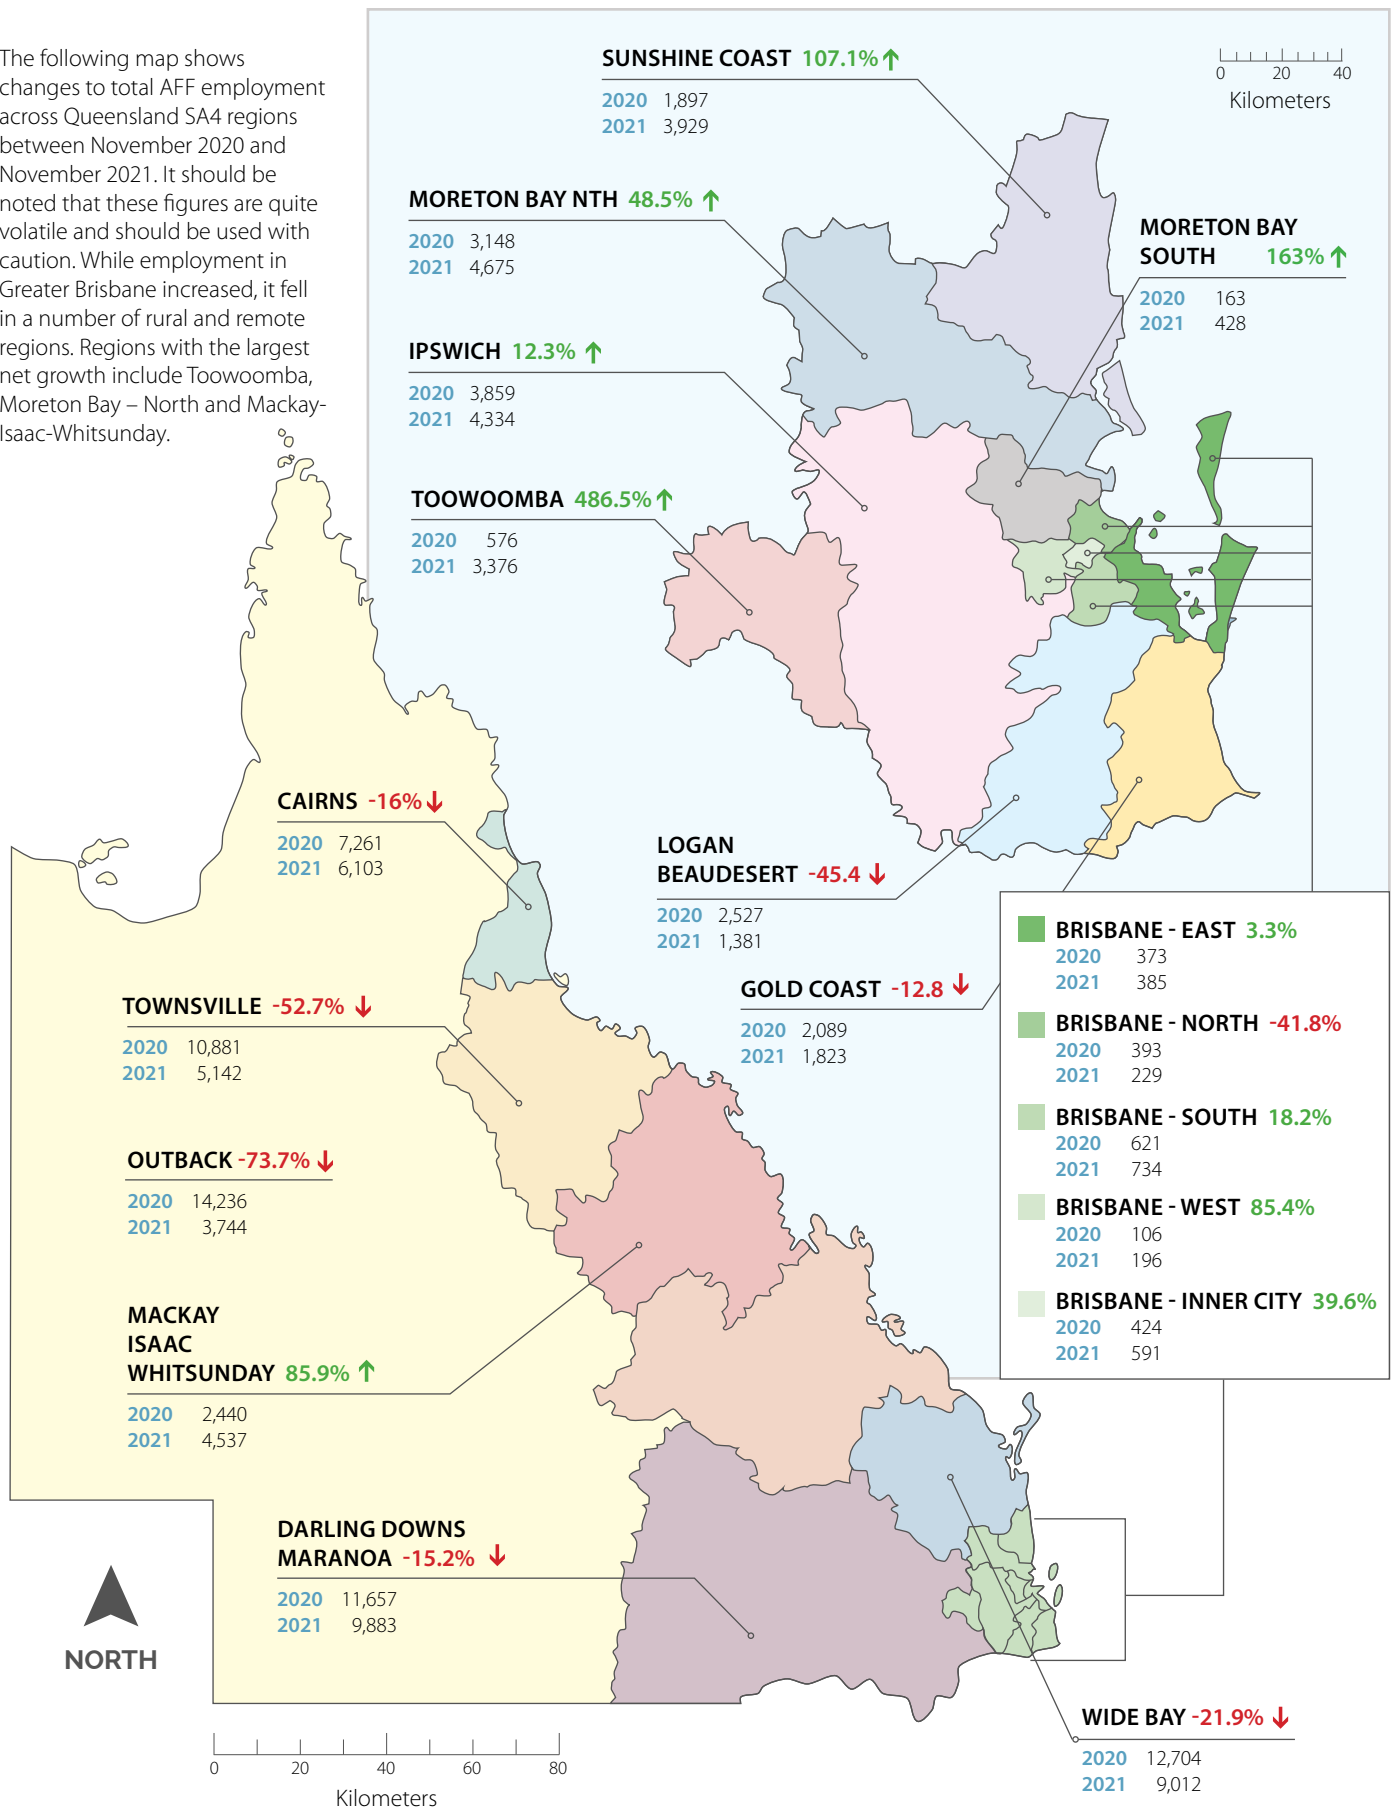 The following map shows
changes to total AFF employment
across Queensland SA4 regions
between November 2020 and
November 2021. It should be
noted that these figures are quite
volatile and should be used with
caution. While employment in
Greater Brisbane increased, it fell
in a number of rural and remote
regions. Regions with the largest
net growth include Toowoomba,
Moreton Bay – North and Mackay-
Isaac-Whitsunday.
SUNSHINE COAST 107.1%
2020 1,897
2021 3,929
0 20 40
Kilometers
MORETON BAY NTH 48.5%
2020 3,148
2021 4,675
MORETON BAY
SOUTH 163%
2020 163
2021 428
IPSWICH 12.3%
2020 3,859
2021 4,334
TOOWOOMBA 486.5%
2020 576
2021 3,376
CAIRNS -16%
2020 7,261
2021 6,103
LOGAN
BEAUDESERT -45.4
2020 2,527
2021 1,381
GOLD COAST -12.8
2020 2,089
2021 1,823
BRISBANE - EAST 3.3%
2020 373
2021 385
BRISBANE - NORTH -41.8%
2020 393
2021 229
BRISBANE - SOUTH 18.2%
2020 621
2021 734
BRISBANE - WEST 85.4%
2020 106
2021 196
BRISBANE - INNER CITY 39.6%
2020 424
2021 591
TOWNSVILLE -52.7%
2020 10,881
2021 5,142
OUTBACK -73.7%
2020 14,236
2021 3,744
MACKAY
ISAAC
WHITSUNDAY 85.9%
2020 2,440
2021 4,537
DARLING DOWNS
MARANOA -15.2%
2020 11,657
2021 9,883
NORTH
WIDE BAY -21.9%
2020 12,704
2021 9,012
0 20 40 60 80
Kilometers